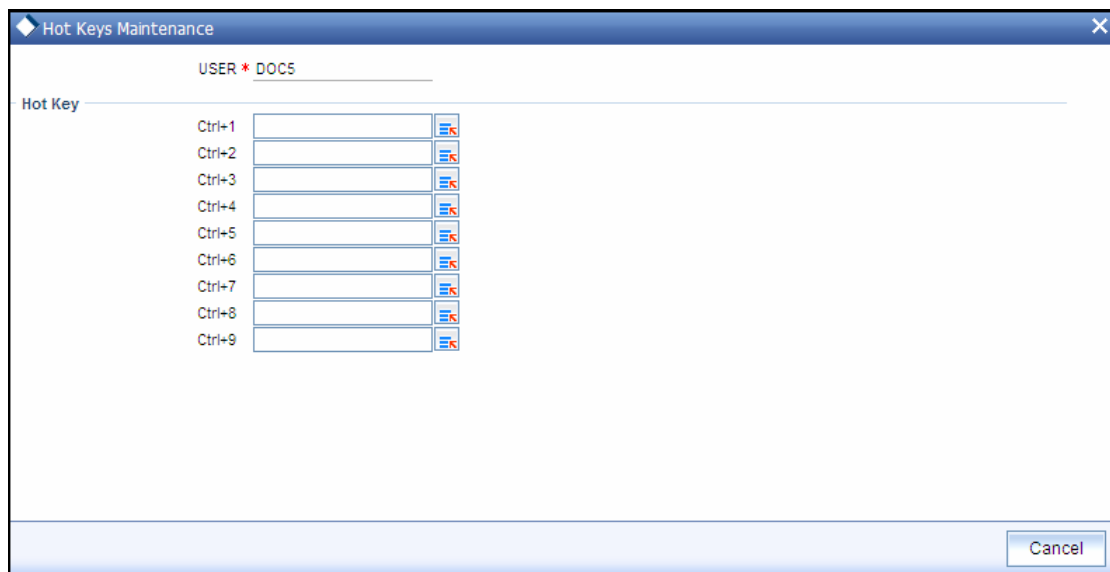 Hot Keys Maintenance
USER * DOC5
Hot Key
Ctrl+1
Ctrl+2
Ctrl+3
Ctrl+4
Ctrl+5
Ctrl+6
Ctrl+7
Ctrl+8
Ctrl+9
Cancel